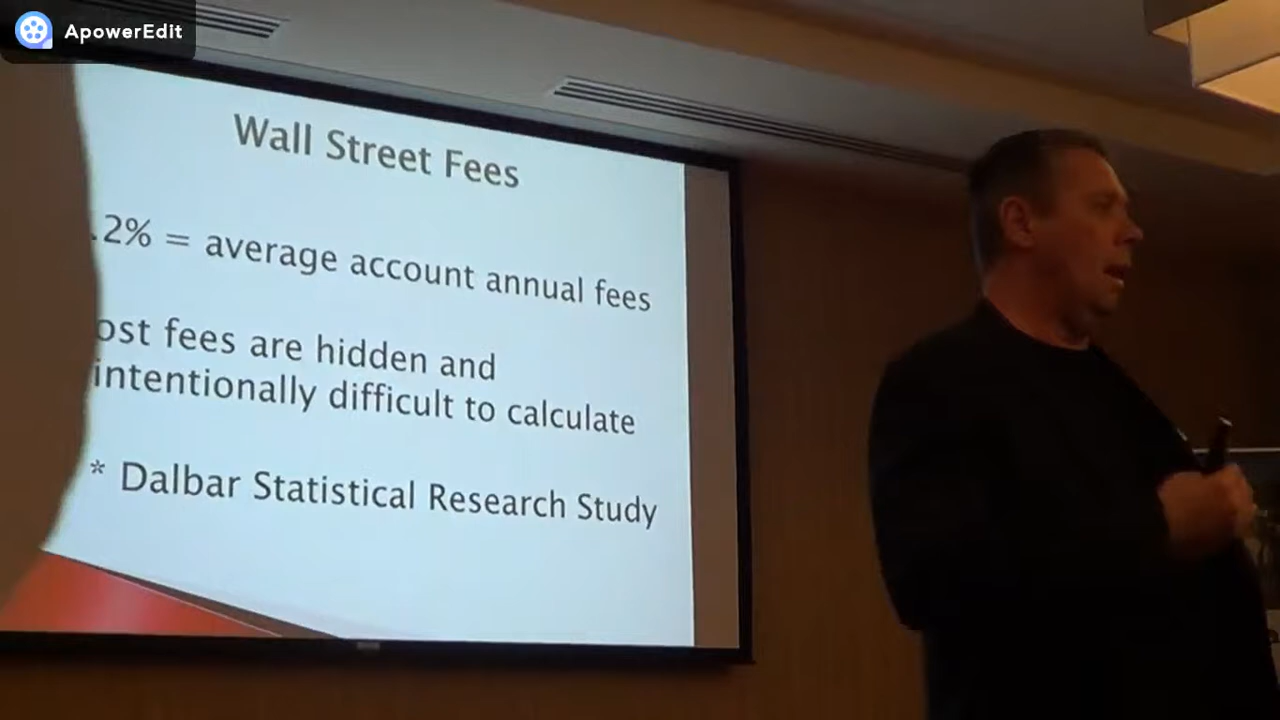 ApowerEdit
Wall Street Fees
.2% = average account annual fees
ost fees are hidden and
intentionally difficult to calculate
* Dalbar Statistical Research Study